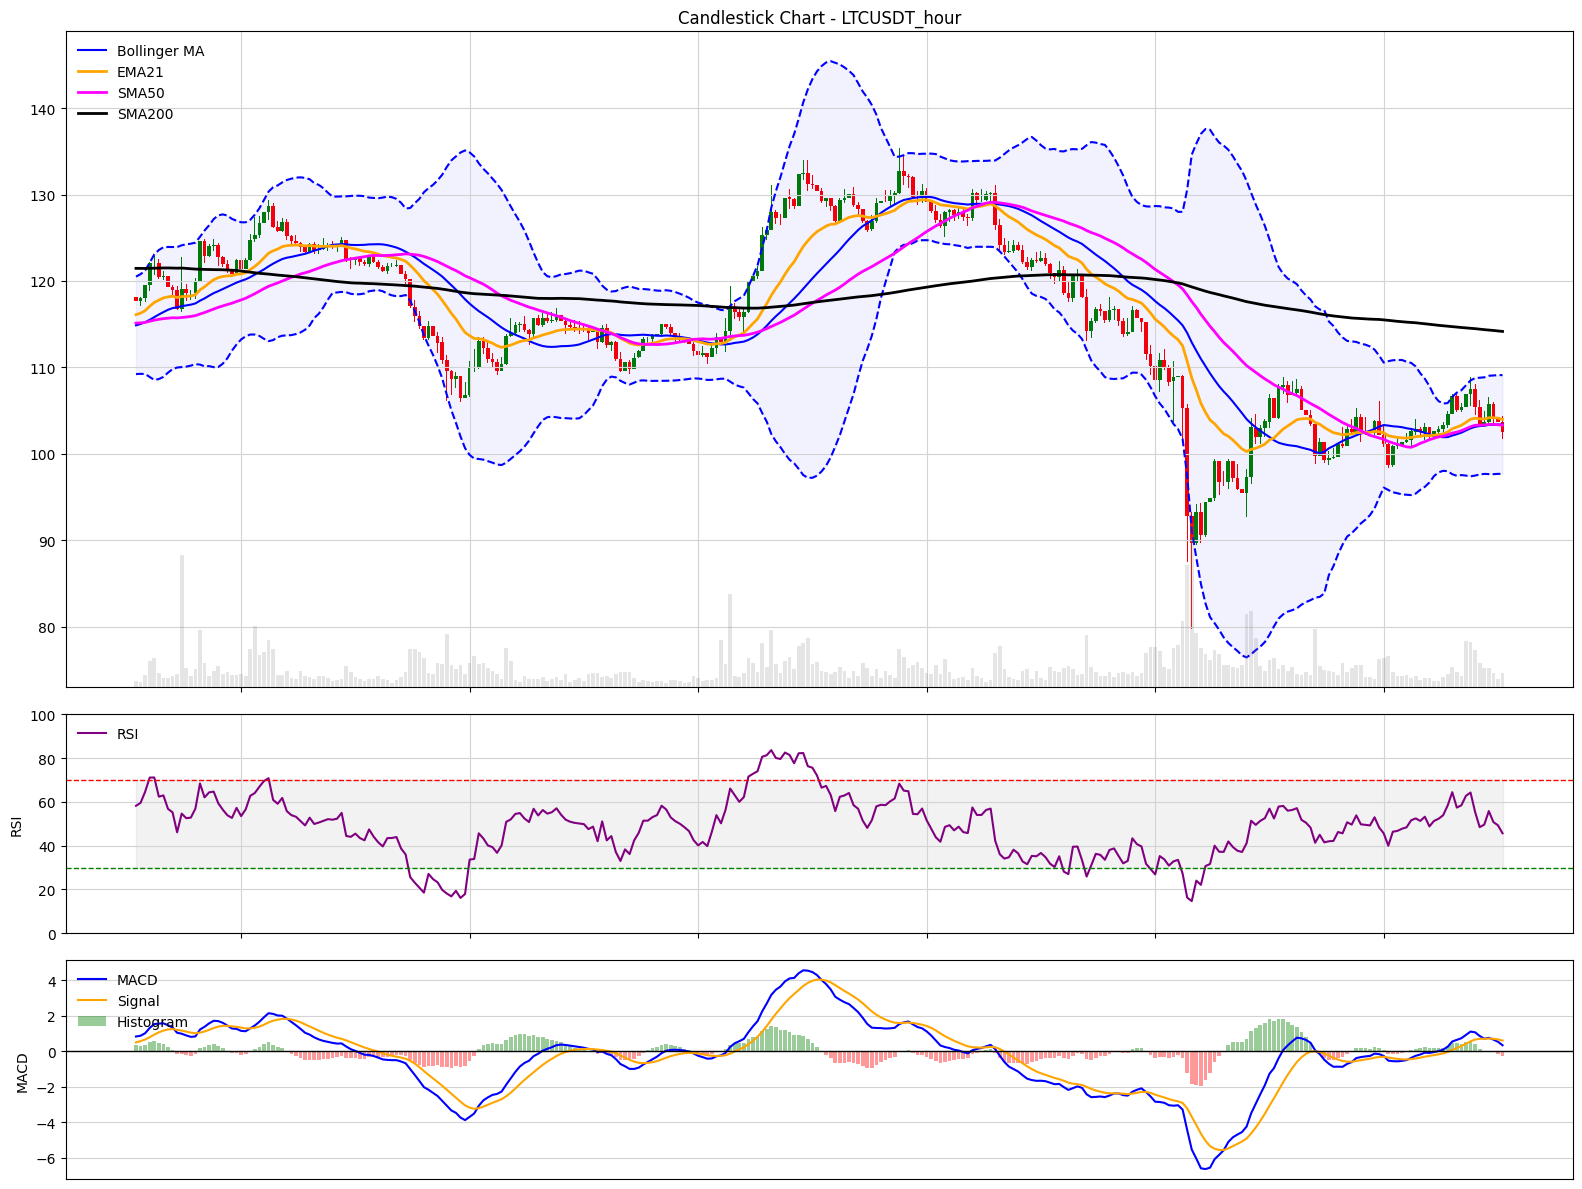 Candlestick Chart - LTCUSDT_hour
Bollinger MA
EMA21
SMA50
SMA200
140
130
120
110
100
90
80
RSI
100
80
60
40
20
0
RSI
MACD
Signal
Histogram
4
2
0
−2
−4
−6
MACD